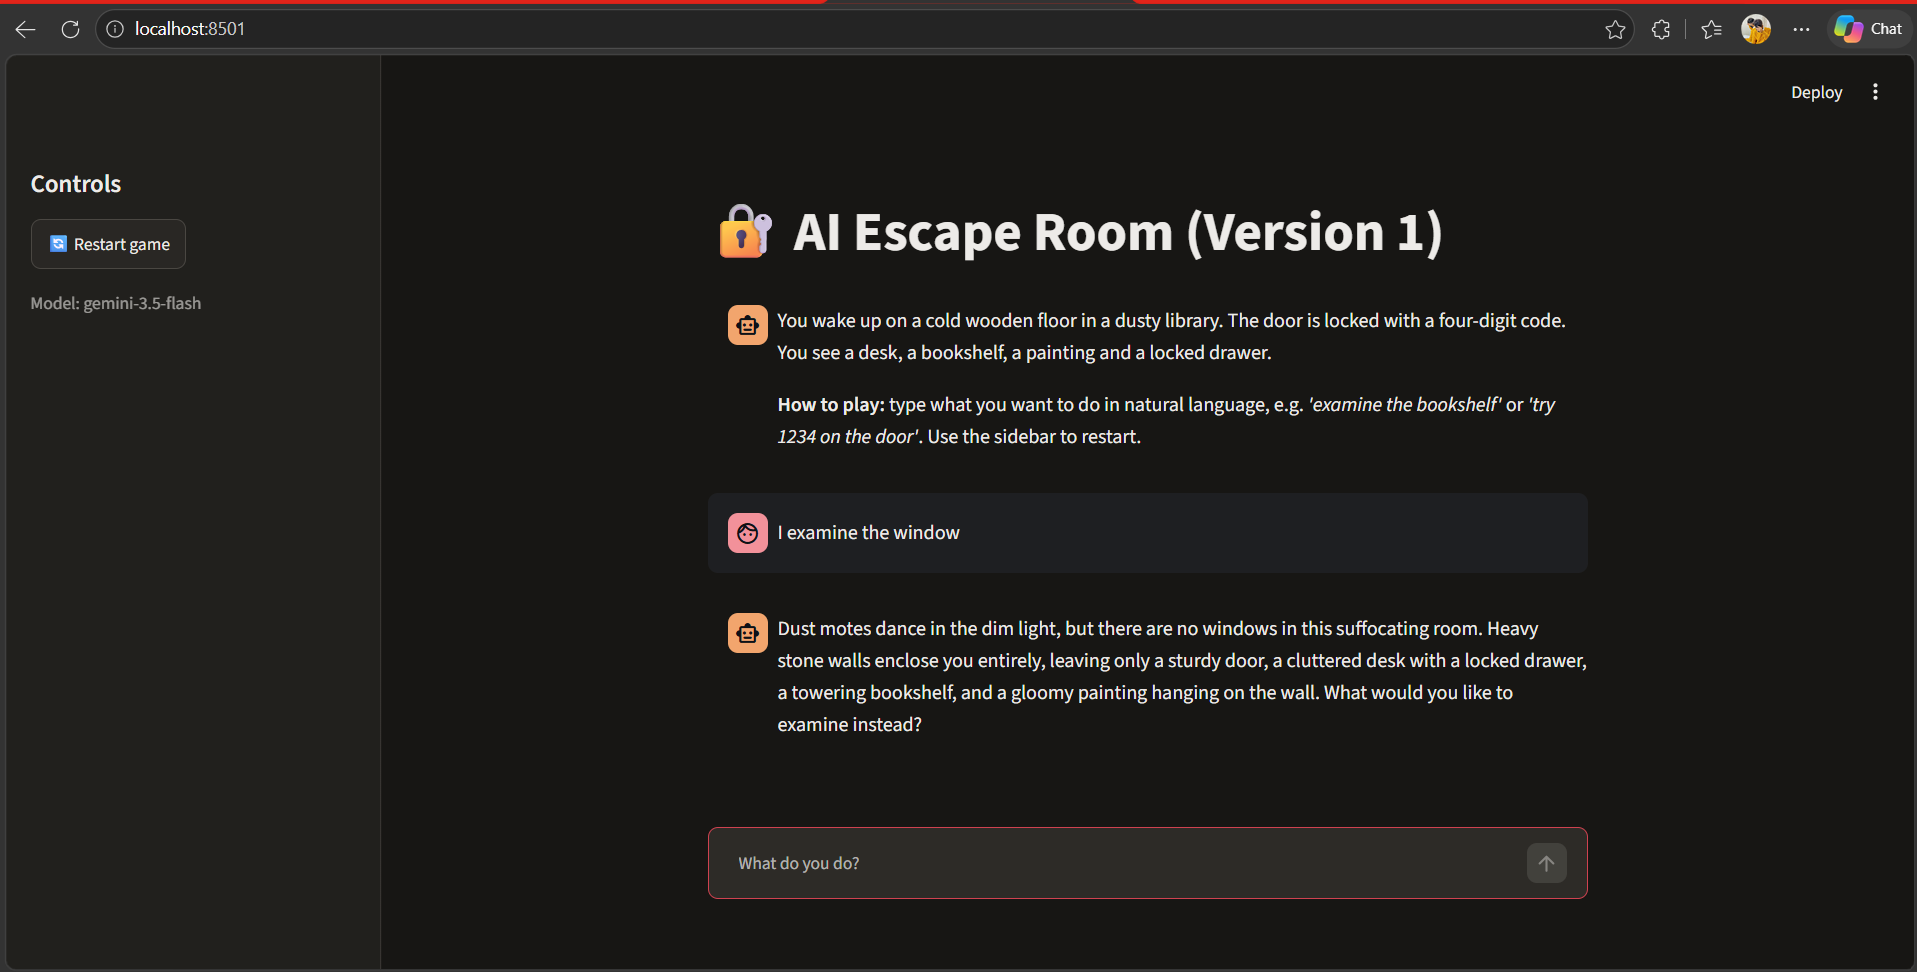 localhost:8501
Chat
Deploy
Controls
Restart game
Model: gemini-3.5-flash
AI Escape Room (Version 1)
You wake up on a cold wooden floor in a dusty library. The door is locked with a four-digit code.
You see a desk, a bookshelf, a painting and a locked drawer.
How to play: type what you want to do in natural language, e.g. 'examine the bookshelf' or 'try
1234 on the door'. Use the sidebar to restart.
I examine the window
Dust motes dance in the dim light, but there are no windows in this suffocating room. Heavy
stone walls enclose you entirely, leaving only a sturdy door, a cluttered desk with a locked drawer,
a towering bookshelf, and a gloomy painting hanging on the wall. What would you like to
examine instead?
What do you do?